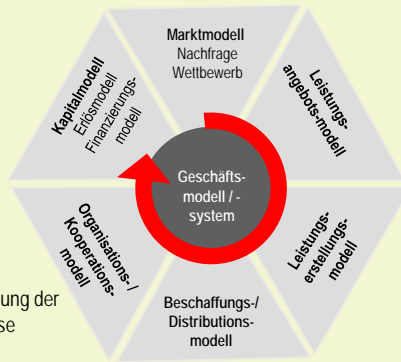 Marktmodell
Nachfrage
Wettbewerb
Leistungs-
angebots-modell
Leistungs-
erstellungs-
modell
Beschaffungs-/
Distributions-
modell
Organisations- /
Kooperations-
modell
Kapitalmodell
Erlösmodell
Finanzierungs-
modell
Geschäfts-
modell / -
system
ung der
se